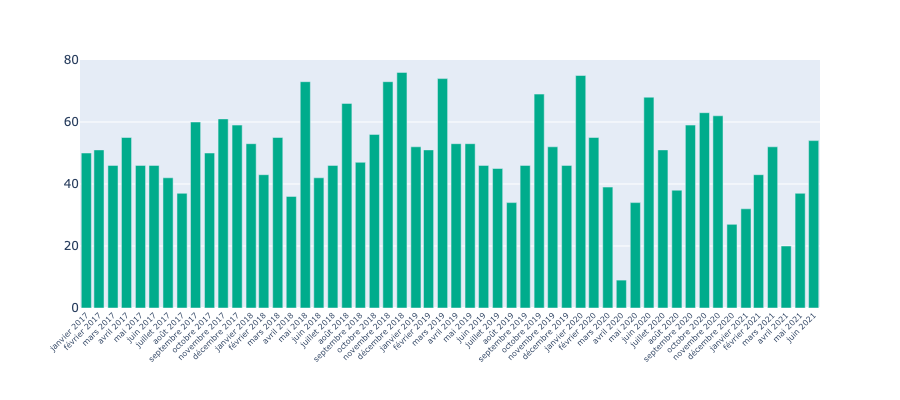 80
60
40
20
0
janvier 2017
février 2017
mars 2017
avril 2017
mai 2017
juin 2017
juillet 2017
août 2017
septembre 2017
octobre 2017
novembre 2017
décembre 2017
janvier 2018
février 2018
mars 2018
avril 2018
mai 2018
juin 2018
juillet 2018
août 2018
septembre 2018
octobre 2018
novembre 2018
décembre 2018
janvier 2019
février 2019
mars 2019
avril 2019
mai 2019
juin 2019
juillet 2019
août 2019
septembre 2019
octobre 2019
novembre 2019
décembre 2019
janvier 2020
février 2020
mars 2020
avril 2020
mai 2020
juin 2020
juillet 2020
août 2020
septembre 2020
octobre 2020
novembre 2020
décembre 2020
janvier 2021
février 2021
mars 2021
avril 2021
mai 2021
juin 2021